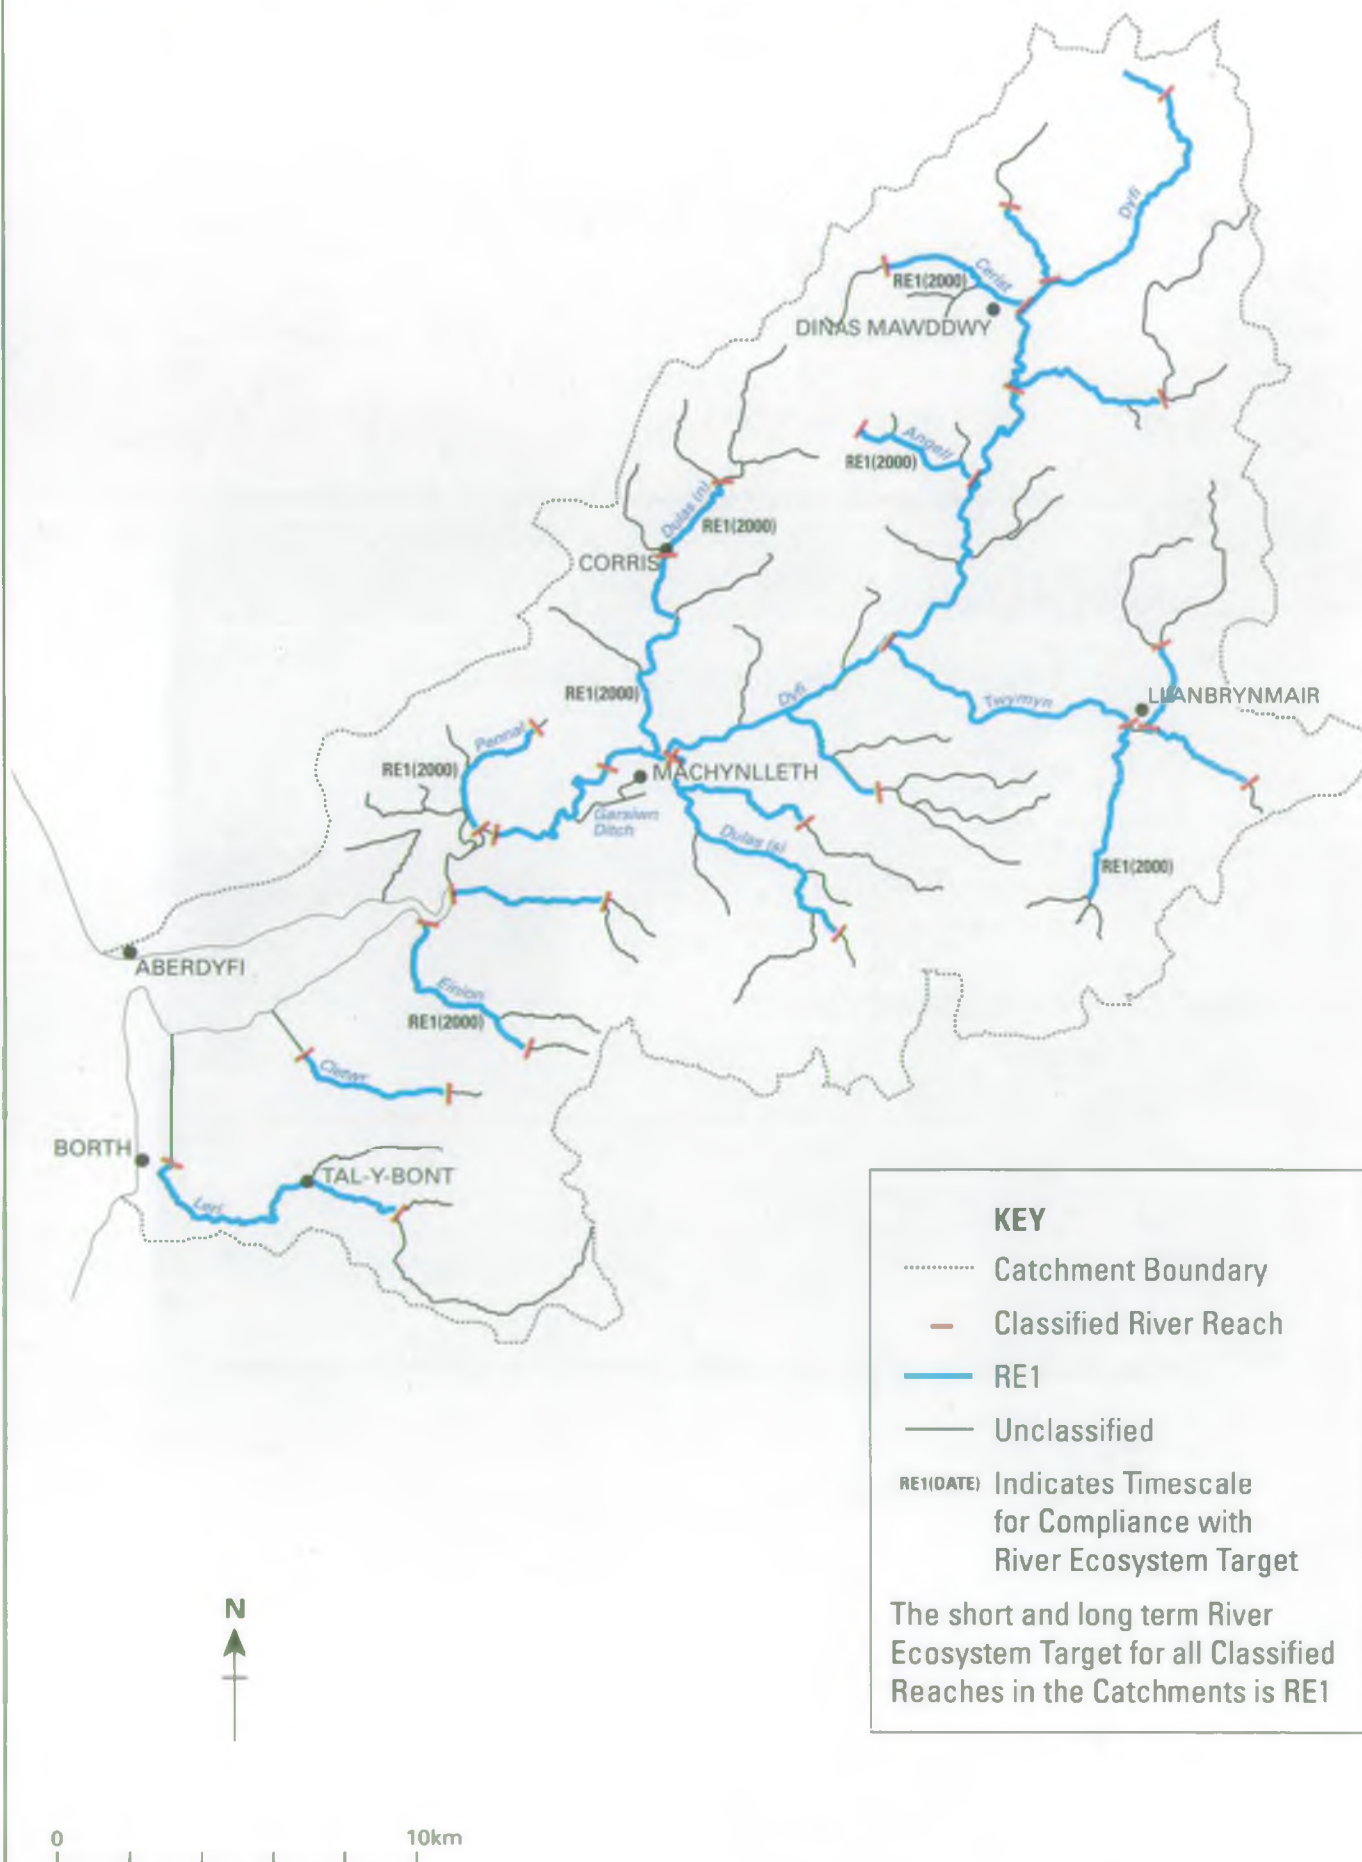 Dyfi
Cerist
RE1(2000)
DINAS MAWDDWY
Angell
RE1(2000)
Dulas (n)
RE1(2000)
CORRIS
RE1(2000)
Dyfi
Twymyn
LLANBRYNMAIR
Pennal
RE1(2000)
MACHYNLLETH
Garsiwn
Ditch
Dulas (s)
RE1(2000)
ABERDYFI
Einion
RE1(2000)
Cletwr
BORTH
TAL-Y-BONT
Leri
KEY
Catchment Boundary
Classified River Reach
RE1
Unclassified
RE1(DATE) Indicates Timescale
for Compliance with
River Ecosystem Target
The short and long term River
Ecosystem Target for all Classified
Reaches in the Catchments is RE1
N
0 10km